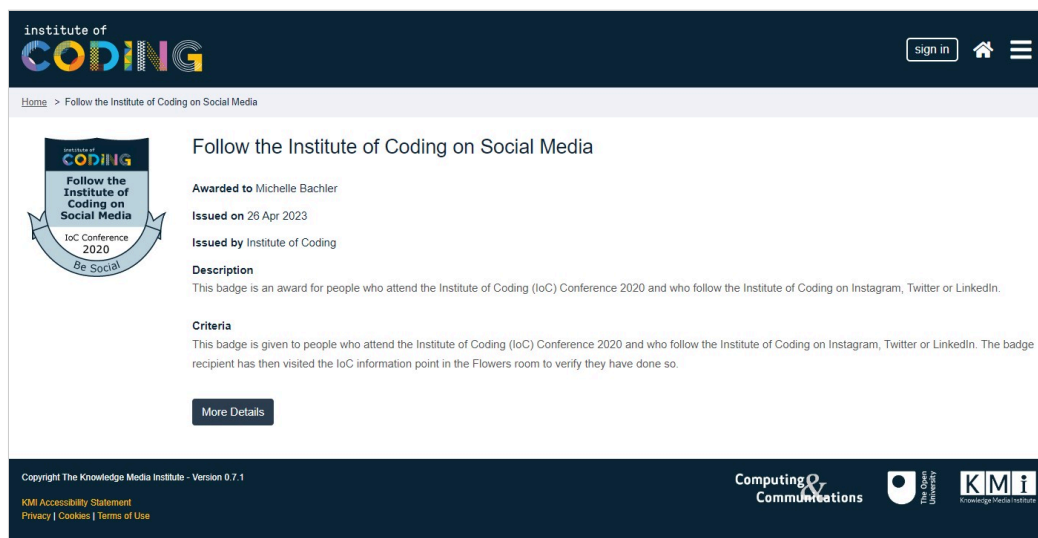 institute of
CODING
sign in
Home > Follow the Institute of Coding on Social Media
institute of
CODING
Follow the
Institute of
Coding on
Social Media
IoC Conference
2020
Be Social
Follow the Institute of Coding on Social Media
Awarded to Michelle Bachler
Issued on 26 Apr 2023
Issued by Institute of Coding
Description
This badge is an award for people who attend the Institute of Coding (IoC) Conference 2020 and who follow the Institute of Coding on Instagram, Twitter or LinkedIn.
Criteria
This badge is given to people who attend the Institute of Coding (IoC) Conference 2020 and who follow the Institute of Coding on Instagram, Twitter or LinkedIn. The badge
recipient has then visited the IoC information point in the Flowers room to verify they have done so.
More Details
Copyright The Knowledge Media Institute - Version 0.7.1
KMI Accessibility Statement
Privacy | Cookies | Terms of Use
Computing &
Communications
The Open
University
KMi
Knowledge Media Institute